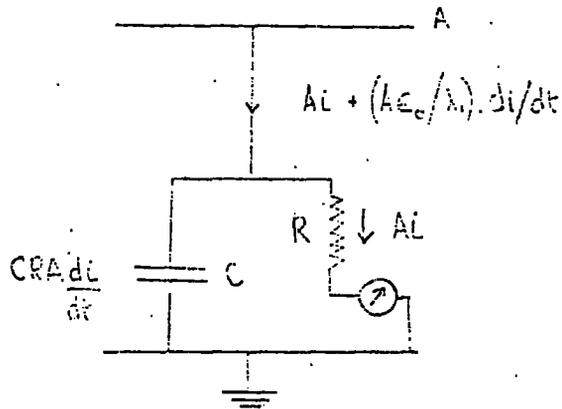 A
Ai + (Aε₀/λ₁). di/dt
R
Ai
CRA di/dt
C